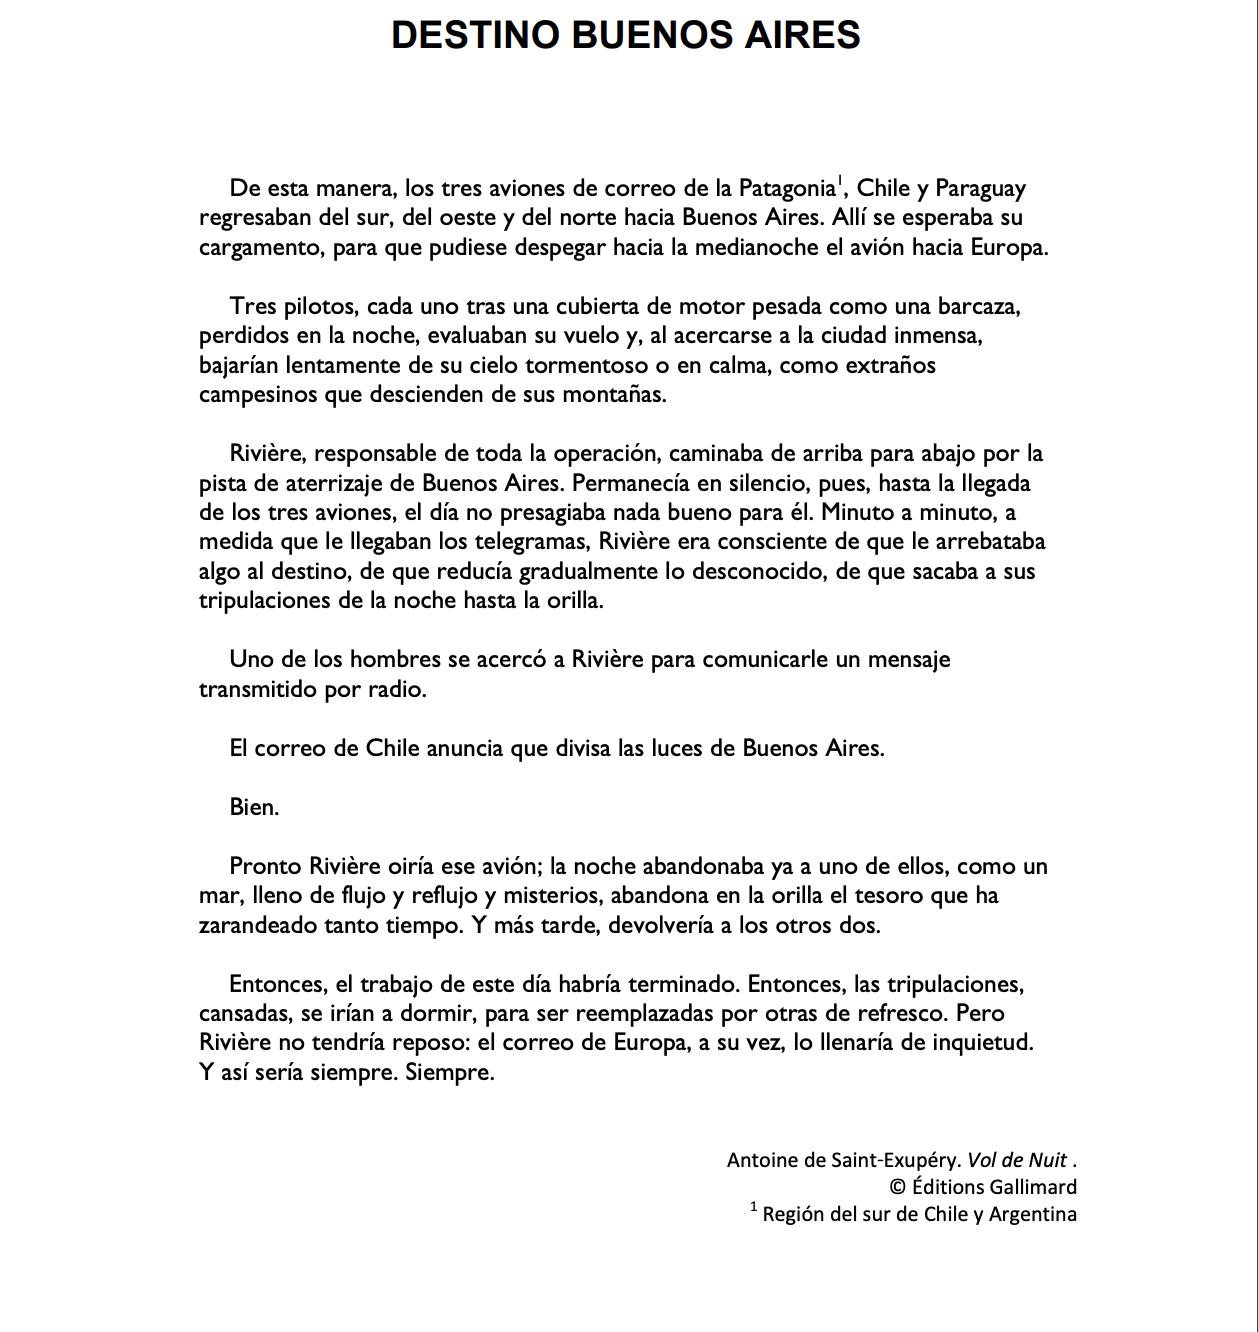 DESTINO BUENOS AIRES
De esta manera, los tres aviones de correo de la Patagonia¹, Chile y Paraguay
regresaban del sur, del oeste y del norte hacia Buenos Aires. Allí se esperaba su
cargamento, para que pudiese despegar hacia la medianoche el avión hacia Europa.
Tres pilotos, cada uno tras una cubierta de motor pesada como una barcaza,
perdidos en la noche, evaluaban su vuelo y, al acercarse a la ciudad inmensa,
bajarían lentamente de su cielo tormentoso o en calma, como extraños
campesinos que descienden de sus montañas.
Rivière, responsable de toda la operación, caminaba de arriba para abajo por la
pista de aterrizaje de Buenos Aires. Permanecía en silencio, pues, hasta la llegada
de los tres aviones, el día no presagiaba nada bueno para él. Minuto a minuto, a
medida que le llegaban los telegramas, Rivière era consciente de que le arrebataba
algo al destino, de que reducía gradualmente lo desconocido, de que sacaba a sus
tripulaciones de la noche hasta la orilla.
Uno de los hombres se acercó a Rivière para comunicarle un mensaje
transmitido por radio.
El correo de Chile anuncia que divisa las luces de Buenos Aires.
Bien.
Pronto Rivière oiría ese avión; la noche abandonaba ya a uno de ellos, como un
mar, lleno de flujo y reflujo y misterios, abandona en la orilla el tesoro que ha
zarandeado tanto tiempo. Y más tarde, devolvería a los otros dos.
Entonces, el trabajo de este día habría terminado. Entonces, las tripulaciones,
cansadas, se irían a dormir, para ser reemplazadas por otras de refresco. Pero
Rivière no tendría reposo: el correo de Europa, a su vez, lo llenaría de inquietud.
Y así sería siempre. Siempre.
Antoine de Saint-Exupéry. Vol de Nuit .
© Éditions Gallimard
¹ Región del sur de Chile y Argentina